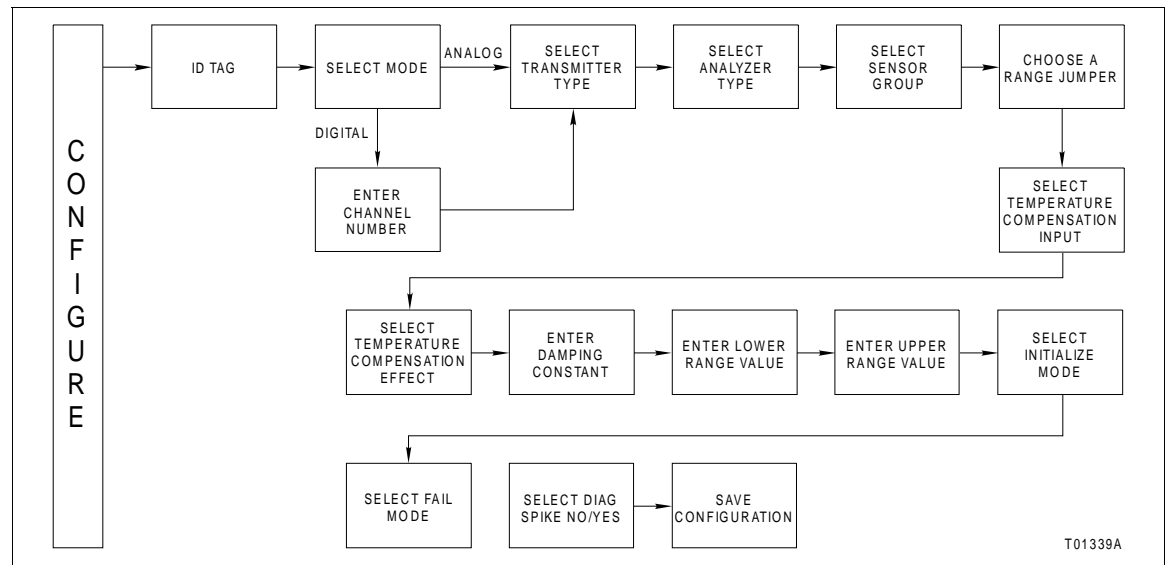 CONFIGURE
ID TAG
SELECT MODE
ANALOG
SELECT
TRANSMITTER
TYPE
SELECT
ANALYZER
TYPE
SELECT
SENSOR
GROUP
CHOOSE A
RANGE JUMPER
DIGITAL
ENTER
CHANNEL
NUMBER
SELECT
TEMPERATURE
COMPENSATION
INPUT
SELECT
TEMPERATURE
COMPENSATION
EFFECT
ENTER
DAMPING
CONSTANT
ENTER LOWER
RANGE VALUE
ENTER UPPER
RANGE VALUE
SELECT
INITIALIZE
MODE
SELECT FAIL
MODE
SELECT DIAG
SPIKE NO/YES
SAVE
CONFIGURATION
T01339A